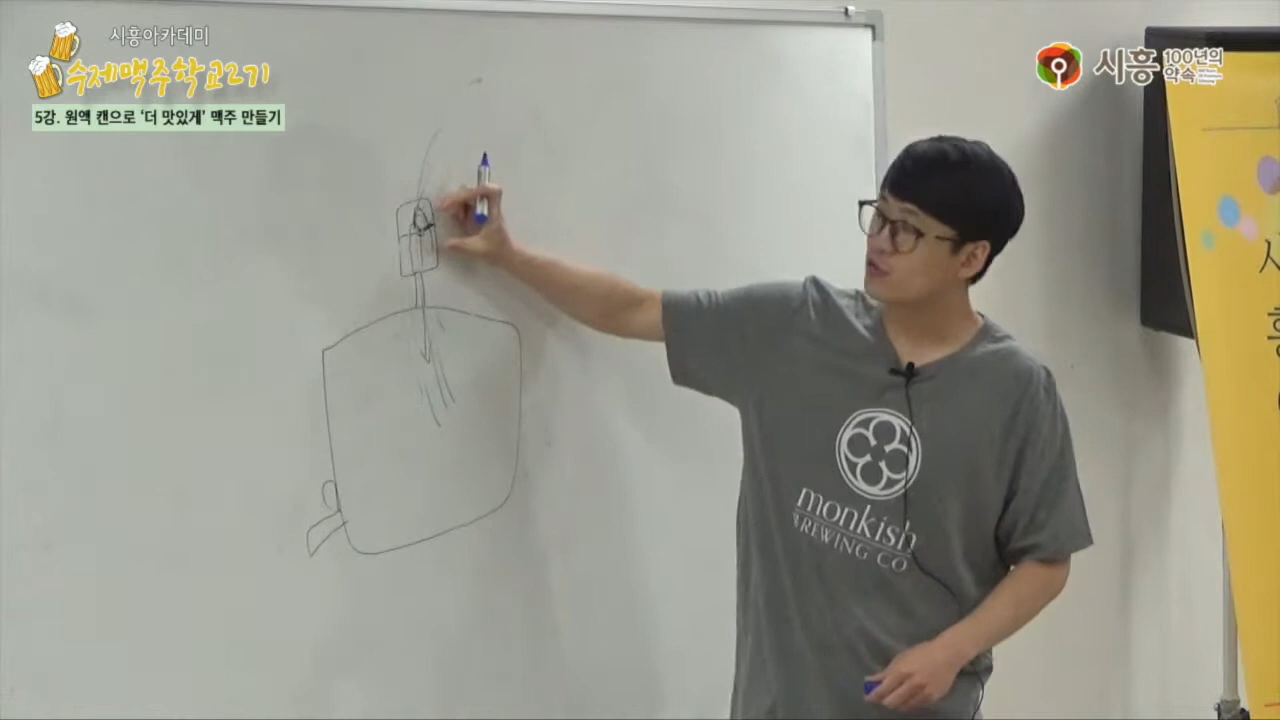 시흥아카데미
수제맥주학교2기
5강. 원액 캔으로 '더 맛있게' 맥주 만들기
시흥
100년의
약속
monkish
BREWING CO
시
흥